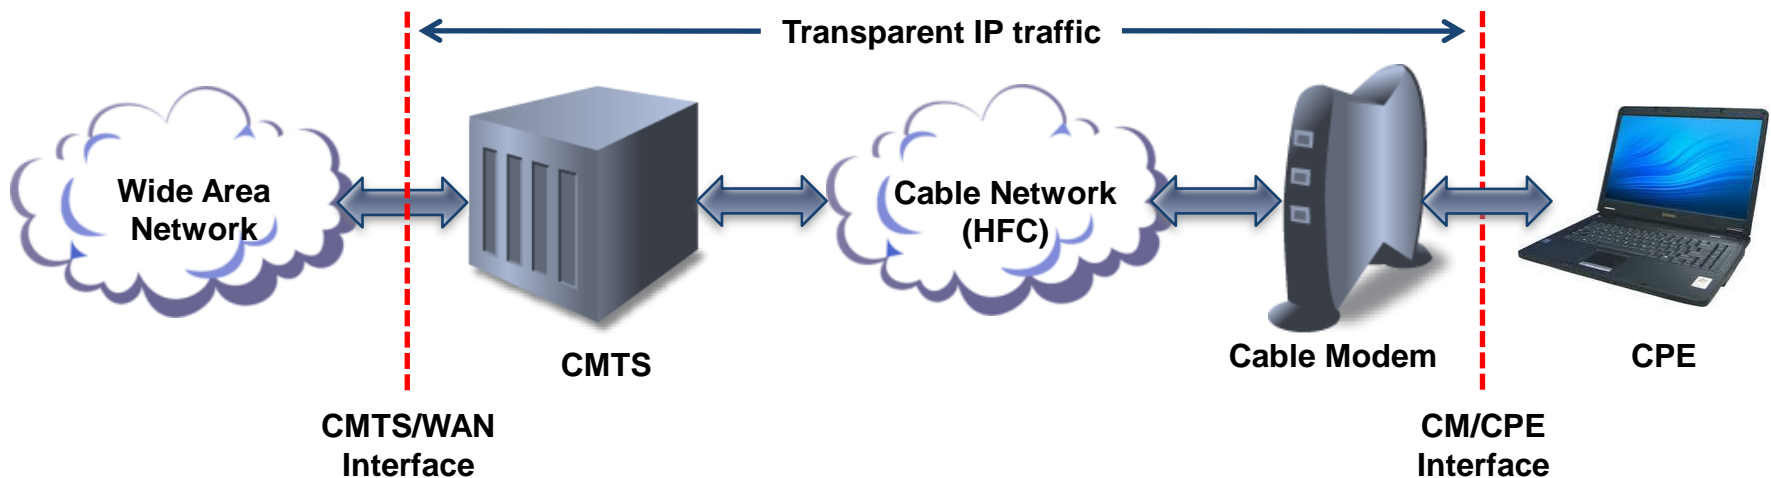 Transparent IP traffic
Wide Area
Network
Cable Network
(HFC)
CMTS
Cable Modem
CPE
CMTS/WAN
Interface
CM/CPE
Interface